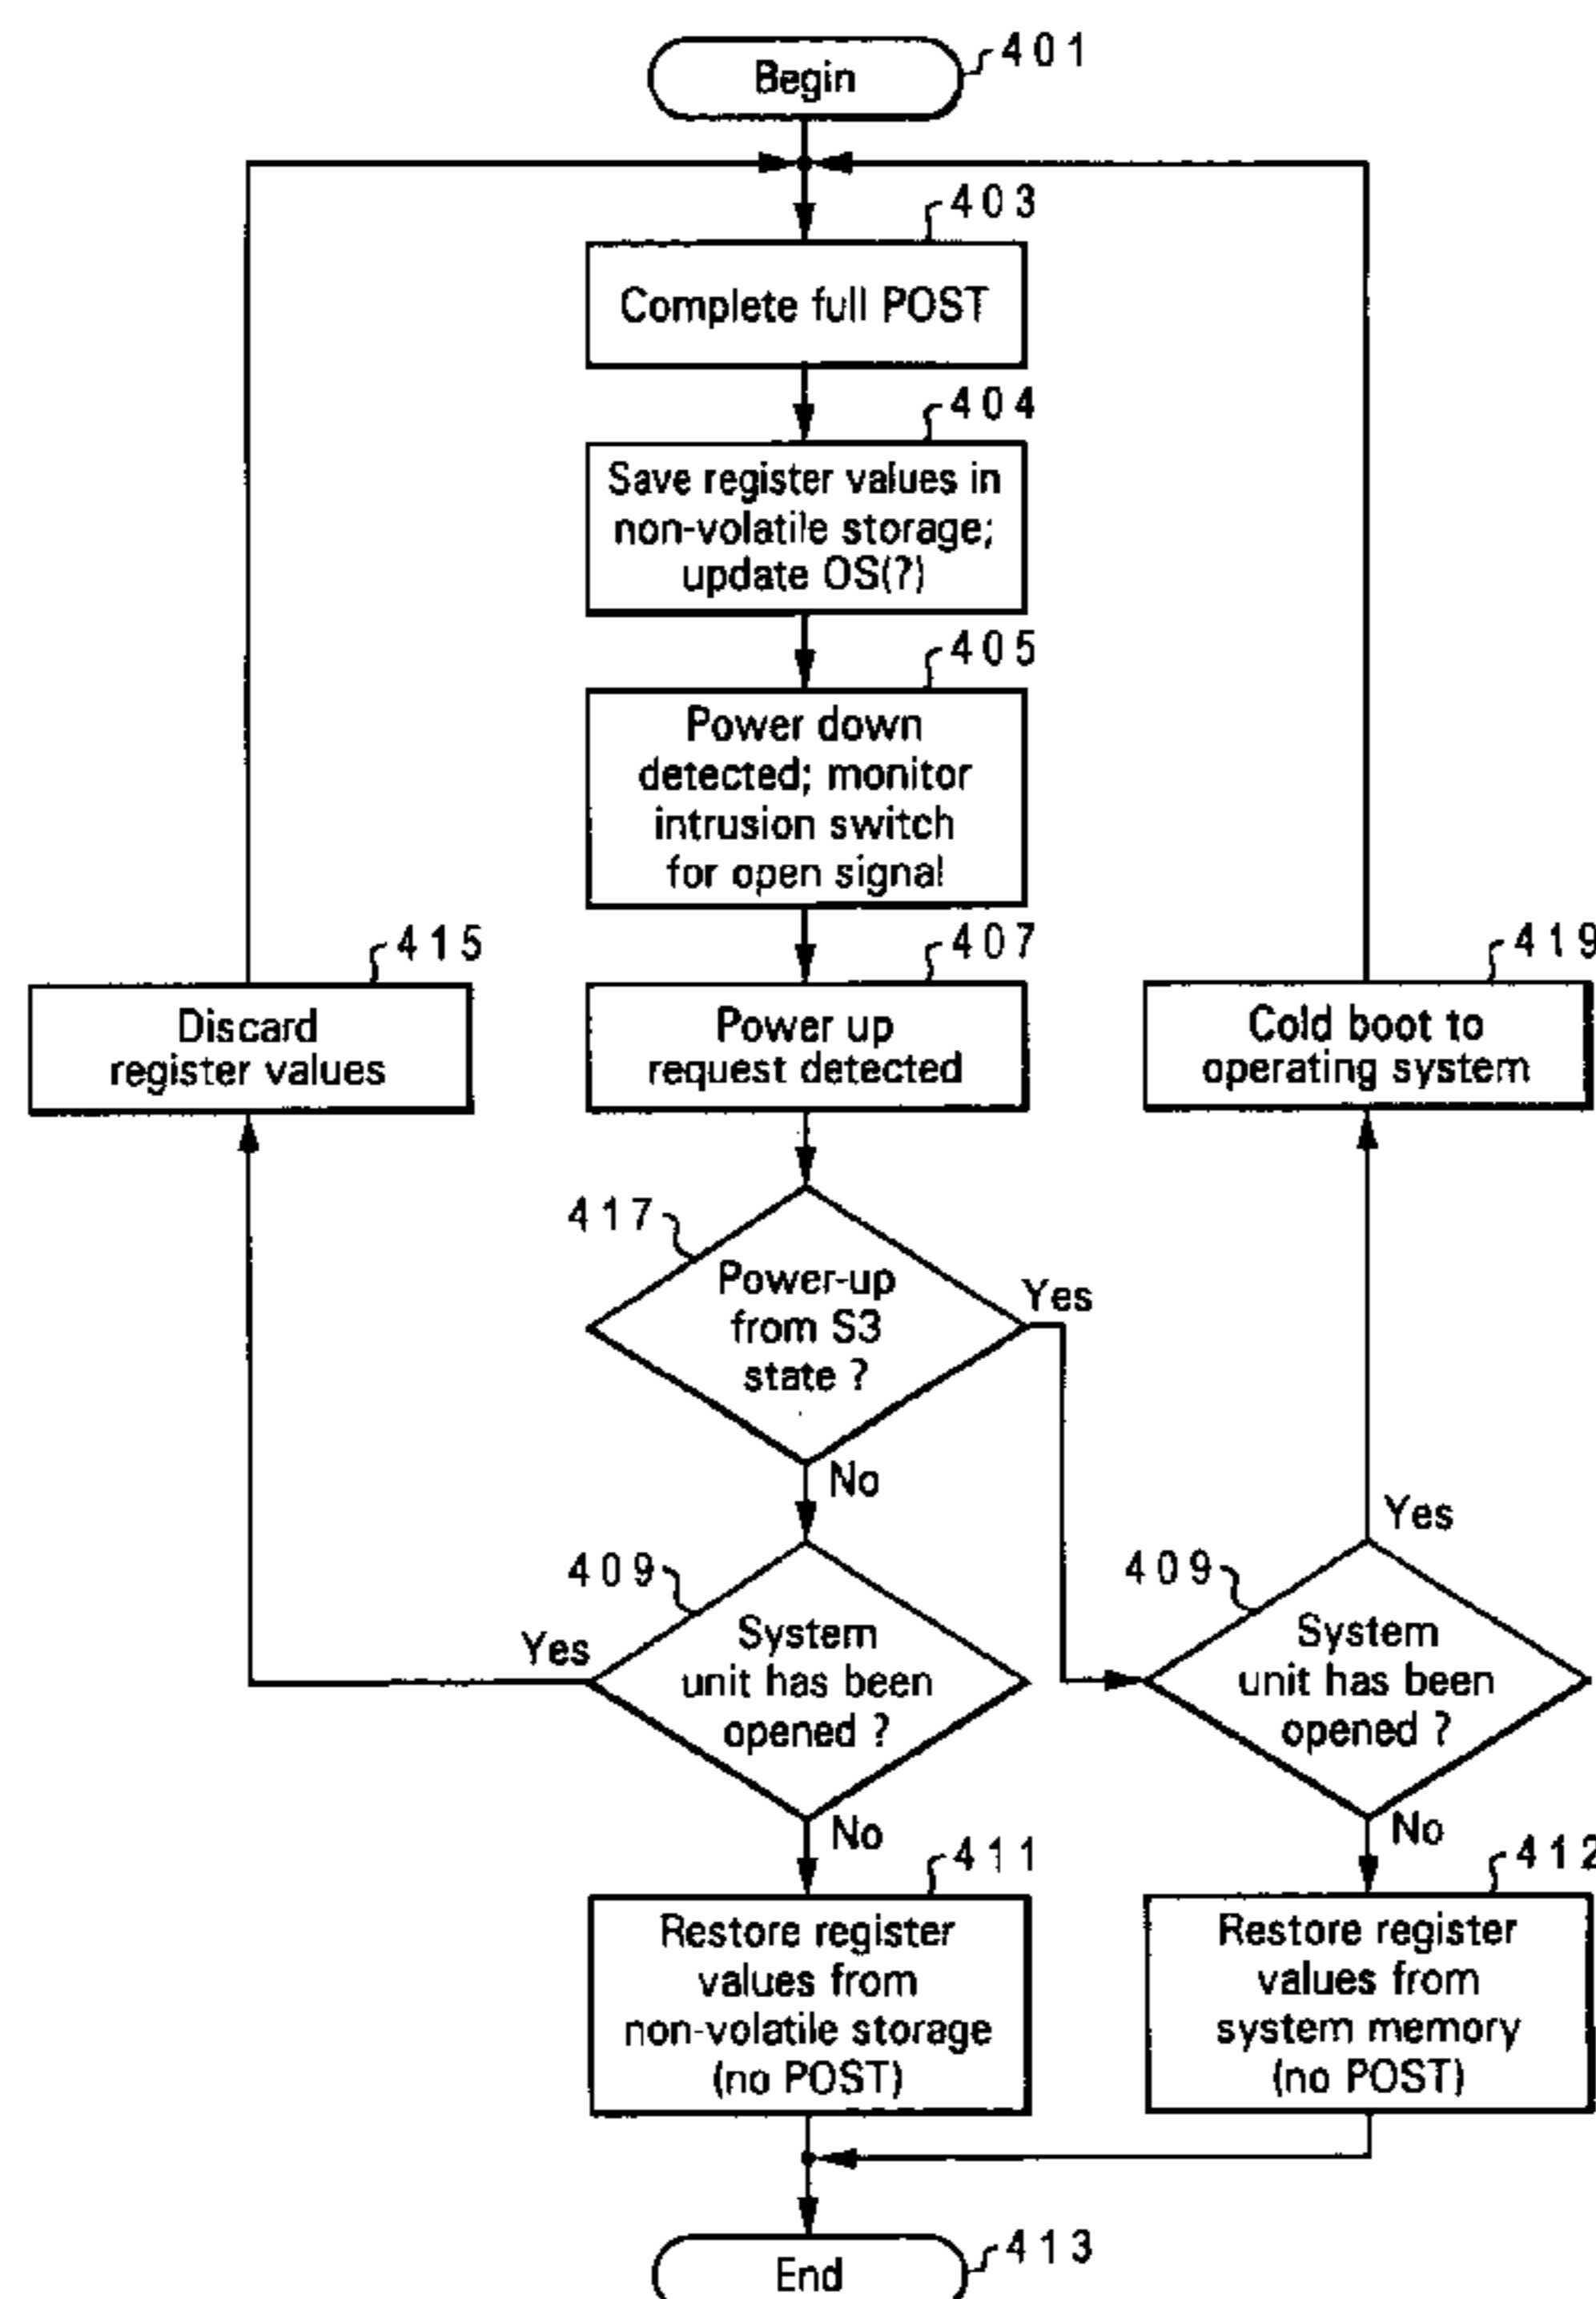 Begin
401
403
Complete full POST
404
Save register values in
non-volatile storage;
update OS(?)
405
Power down
detected; monitor
intrusion switch
for open signal
415
Discard
register values
407
Power up
request detected
419
Cold boot to
operating system
417
Power-up
from S3
state ?
Yes
No
409
System
unit has been
opened ?
Yes
No
409
System
unit has been
opened ?
Yes
No
411
Restore register
values from
non-volatile storage
(no POST)
412
Restore register
values from
system memory
(no POST)
End
413